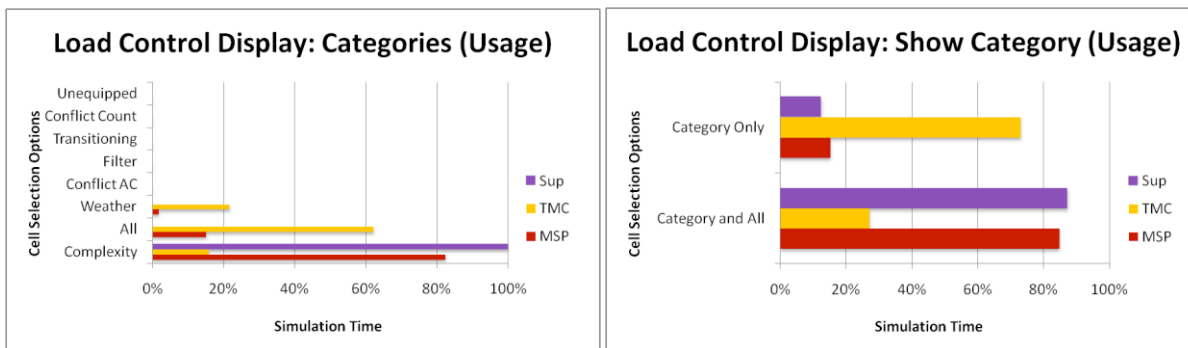 Load Control Display: Categories (Usage)
Cell Selection Options
Unequipped
Conflict Count
Transitioning
Filter
Conflict AC
Weather
All
Complexity
Sup
TMC
MSP
0% 20% 40% 60% 80% 100%
Simulation Time
Load Control Display: Show Category (Usage)
Cell Selection Options
Category Only
Category and All
Sup
TMC
MSP
0% 20% 40% 60% 80% 100%
Simulation Time